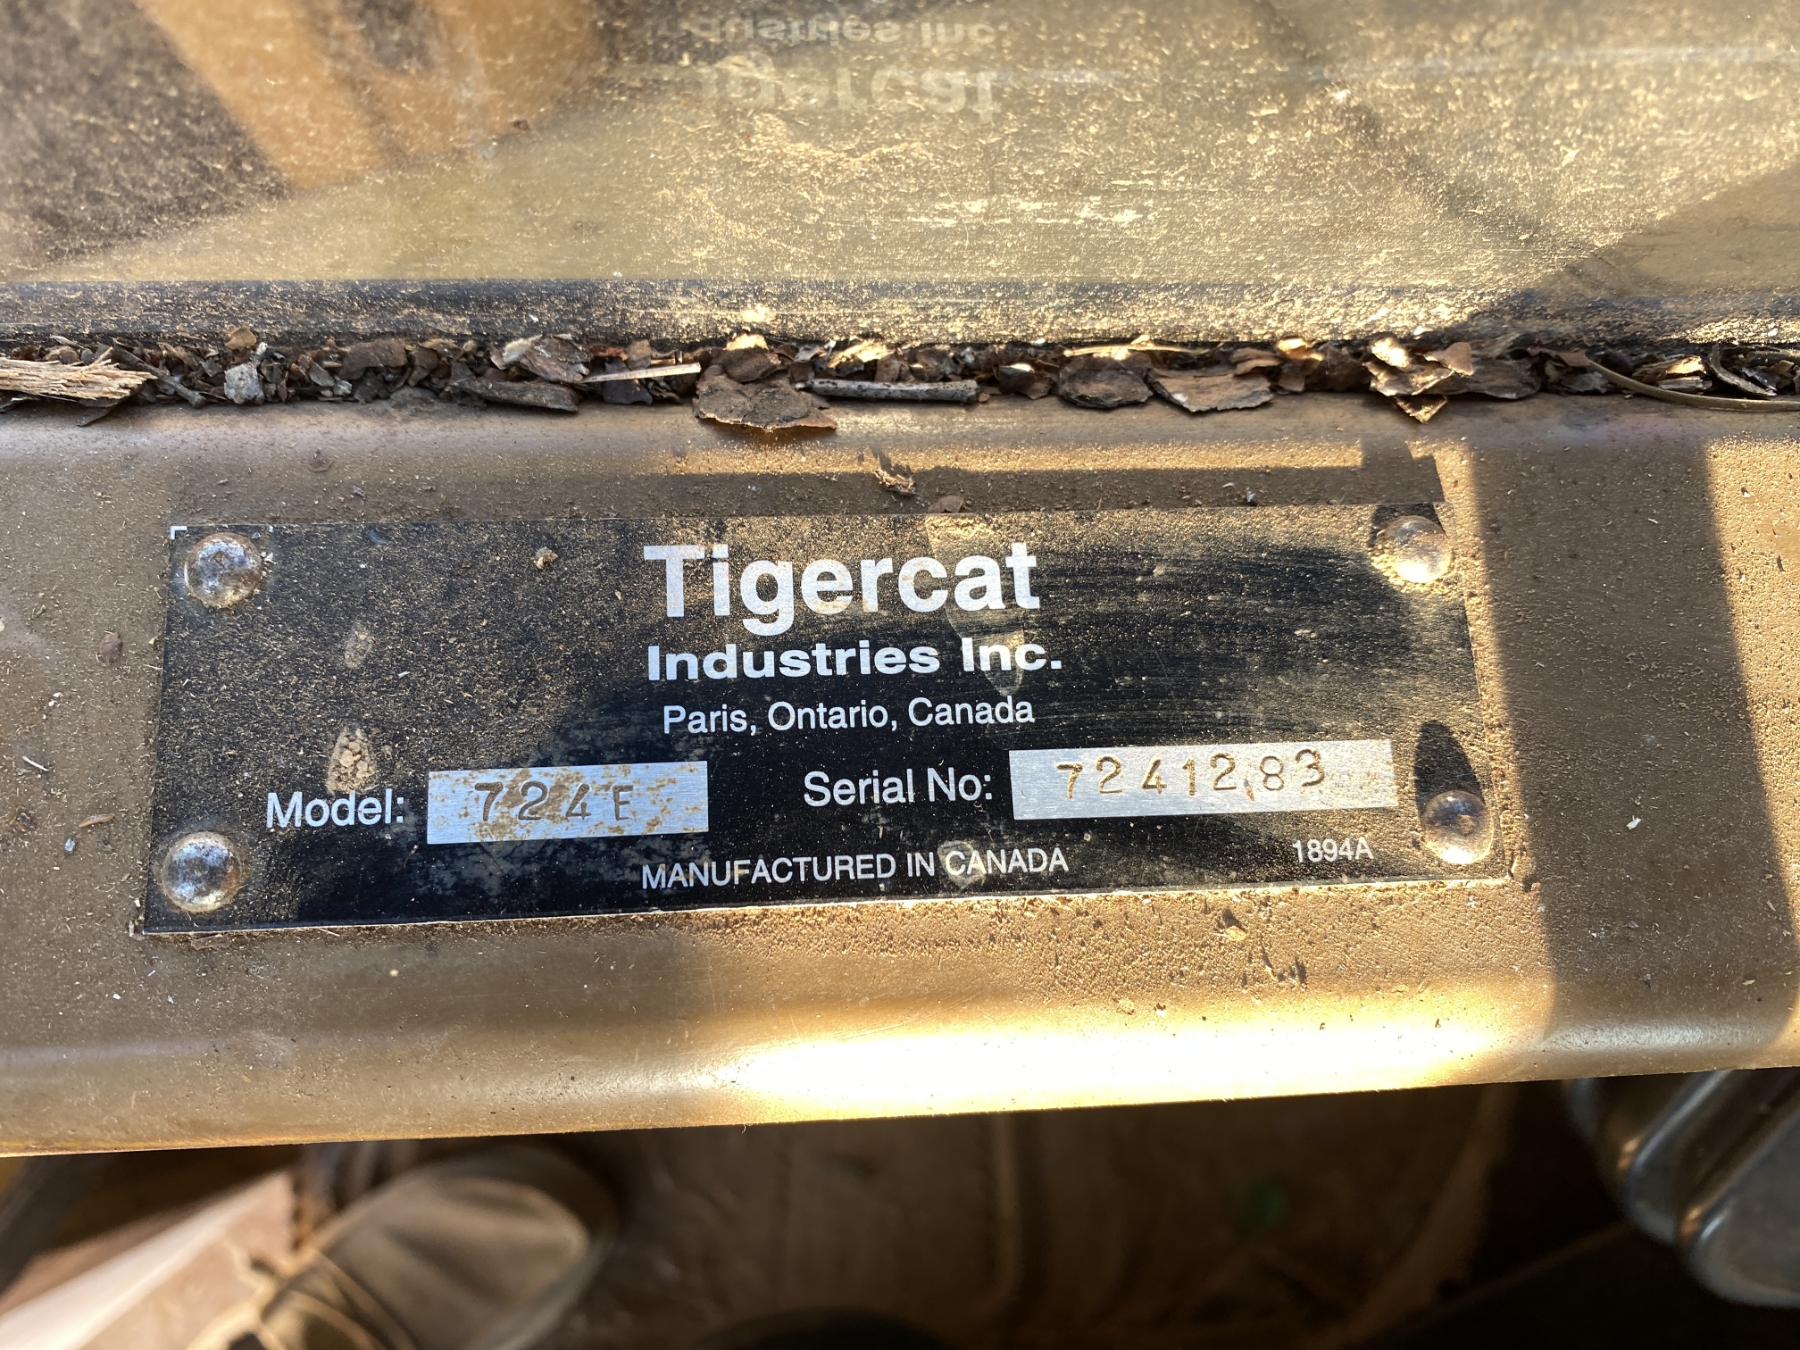 Tigercat
Industries Inc.
Paris, Ontario, Canada
Model: 724E Serial No: 7241283
MANUFACTURED IN CANADA 1894A